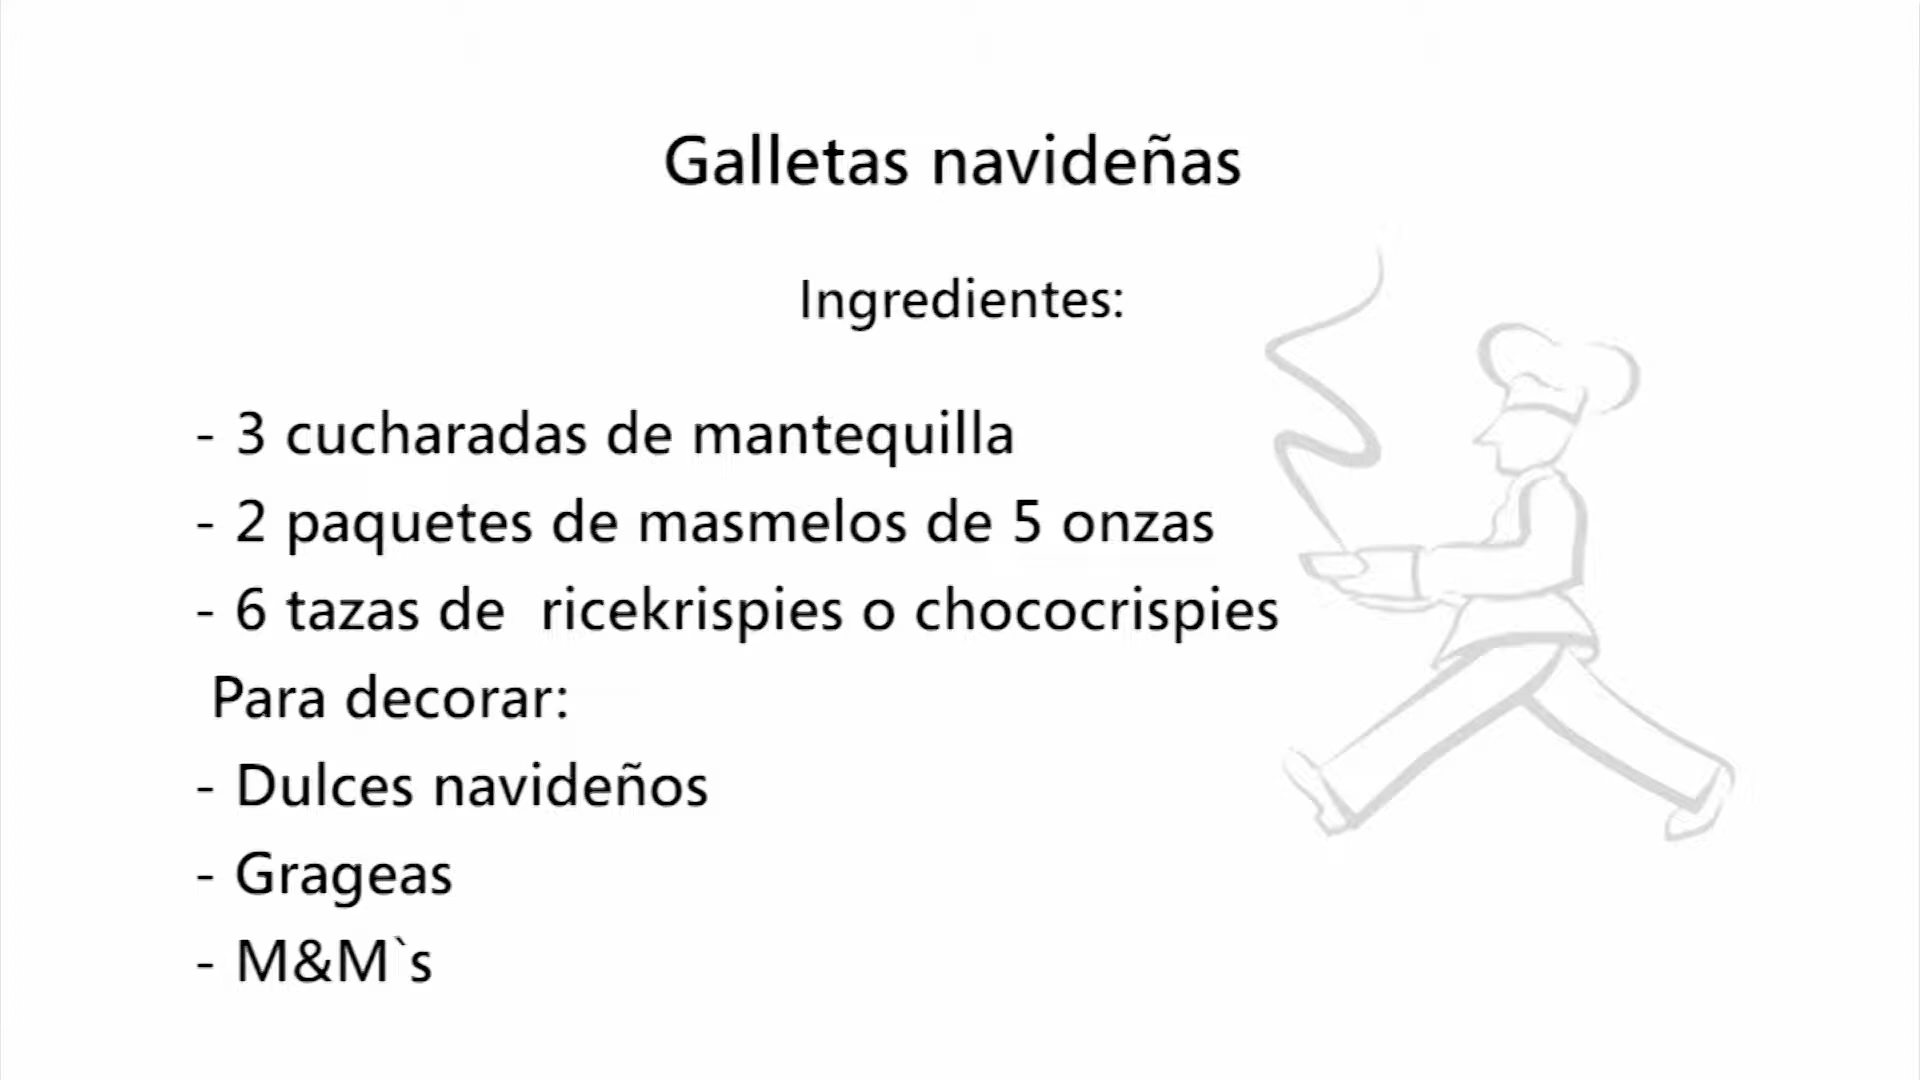 Galletas navideñas
Ingredientes:
- 3 cucharadas de mantequilla
- 2 paquetes de masmelos de 5 onzas
- 6 tazas de  ricekrispies o chococrispies
Para decorar:
- Dulces navideños
- Grageas
- M&M`s